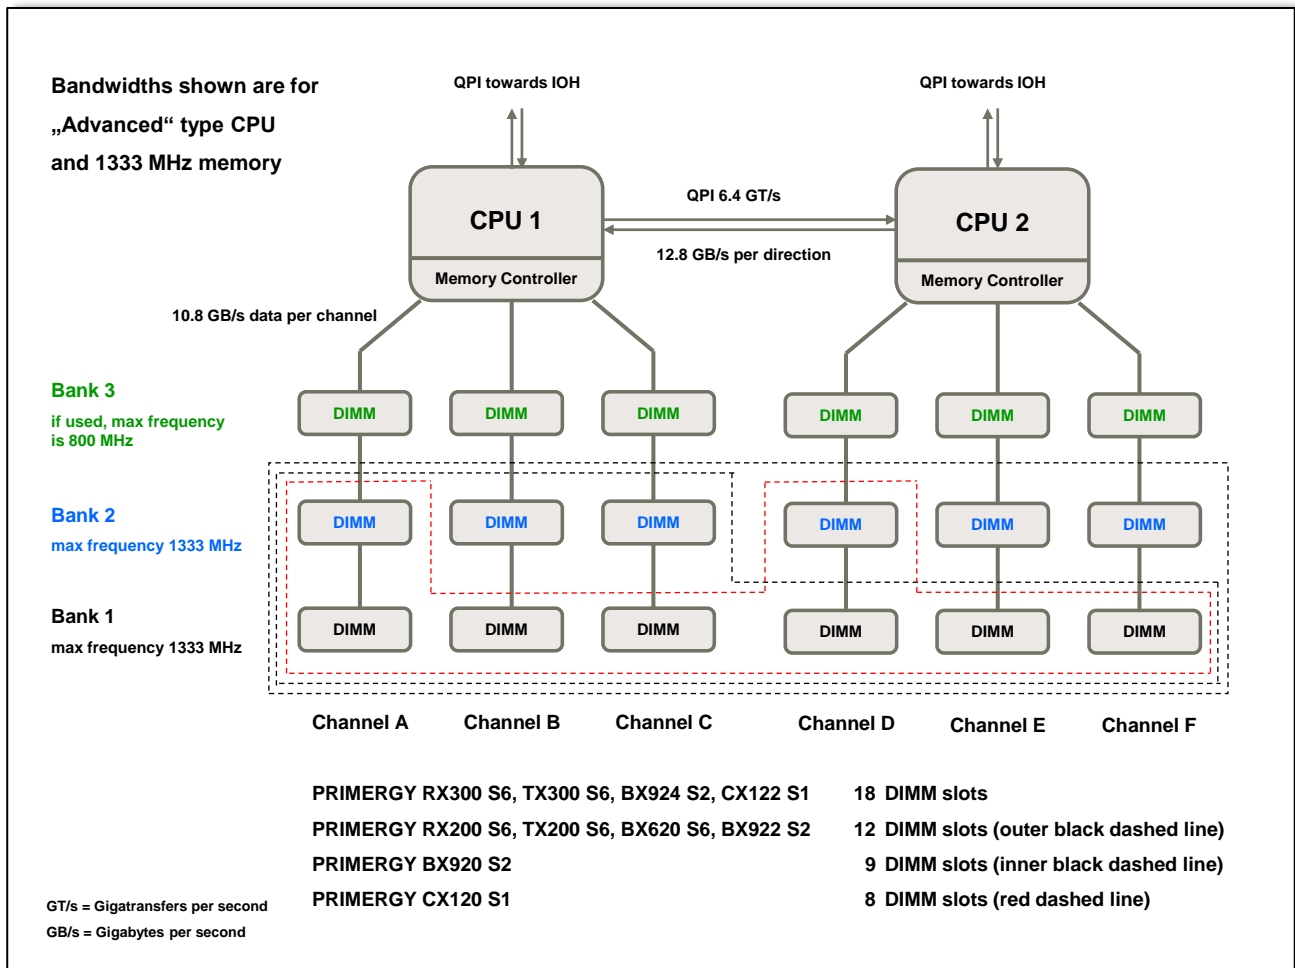 Bandwidths shown are for
„Advanced“ type CPU
and 1333 MHz memory
QPI towards IOH
QPI towards IOH
CPU 1
Memory Controller
QPI 6.4 GT/s
12.8 GB/s per direction
CPU 2
Memory Controller
10.8 GB/s data per channel
Bank 3
if used, max frequency
is 800 MHz
DIMM DIMM DIMM DIMM DIMM DIMM
Bank 2
max frequency 1333 MHz
DIMM DIMM DIMM DIMM DIMM DIMM
Bank 1
max frequency 1333 MHz
DIMM DIMM DIMM DIMM DIMM DIMM
Channel A Channel B Channel C Channel D Channel E Channel F
PRIMERGY RX300 S6, TX300 S6, BX924 S2, CX122 S1 18 DIMM slots
PRIMERGY RX200 S6, TX200 S6, BX620 S6, BX922 S2 12 DIMM slots (outer black dashed line)
PRIMERGY BX920 S2 9 DIMM slots (inner black dashed line)
PRIMERGY CX120 S1 8 DIMM slots (red dashed line)
GT/s = Gigatransfers per second
GB/s = Gigabytes per second